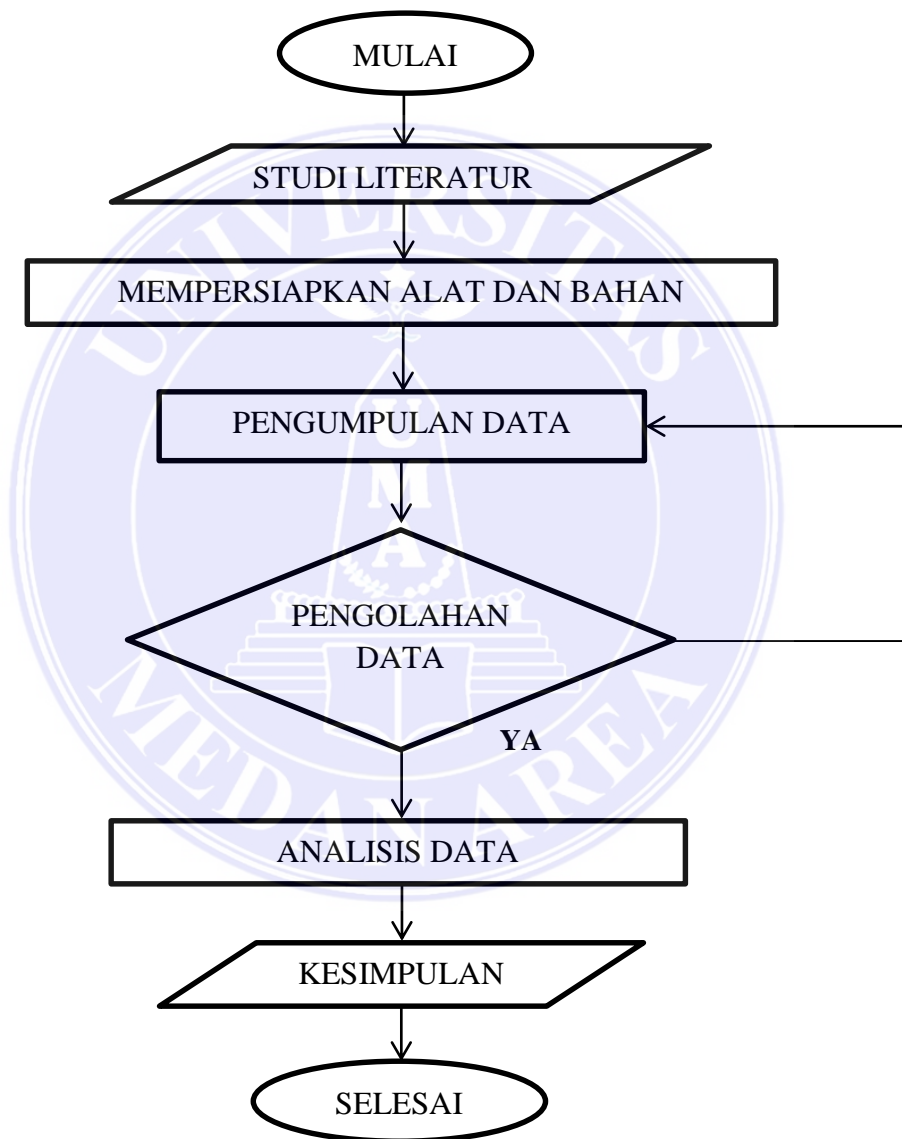 MULAI
STUDI LITERATUR
MEMPERSIAPKAN ALAT DAN BAHAN
PENGUMPULAN DATA
PENGOLAHAN
DATA
YA
ANALISIS DATA
KESIMPULAN
SELESAI
UNIVERSITAS
UMA
MEDAN AREA